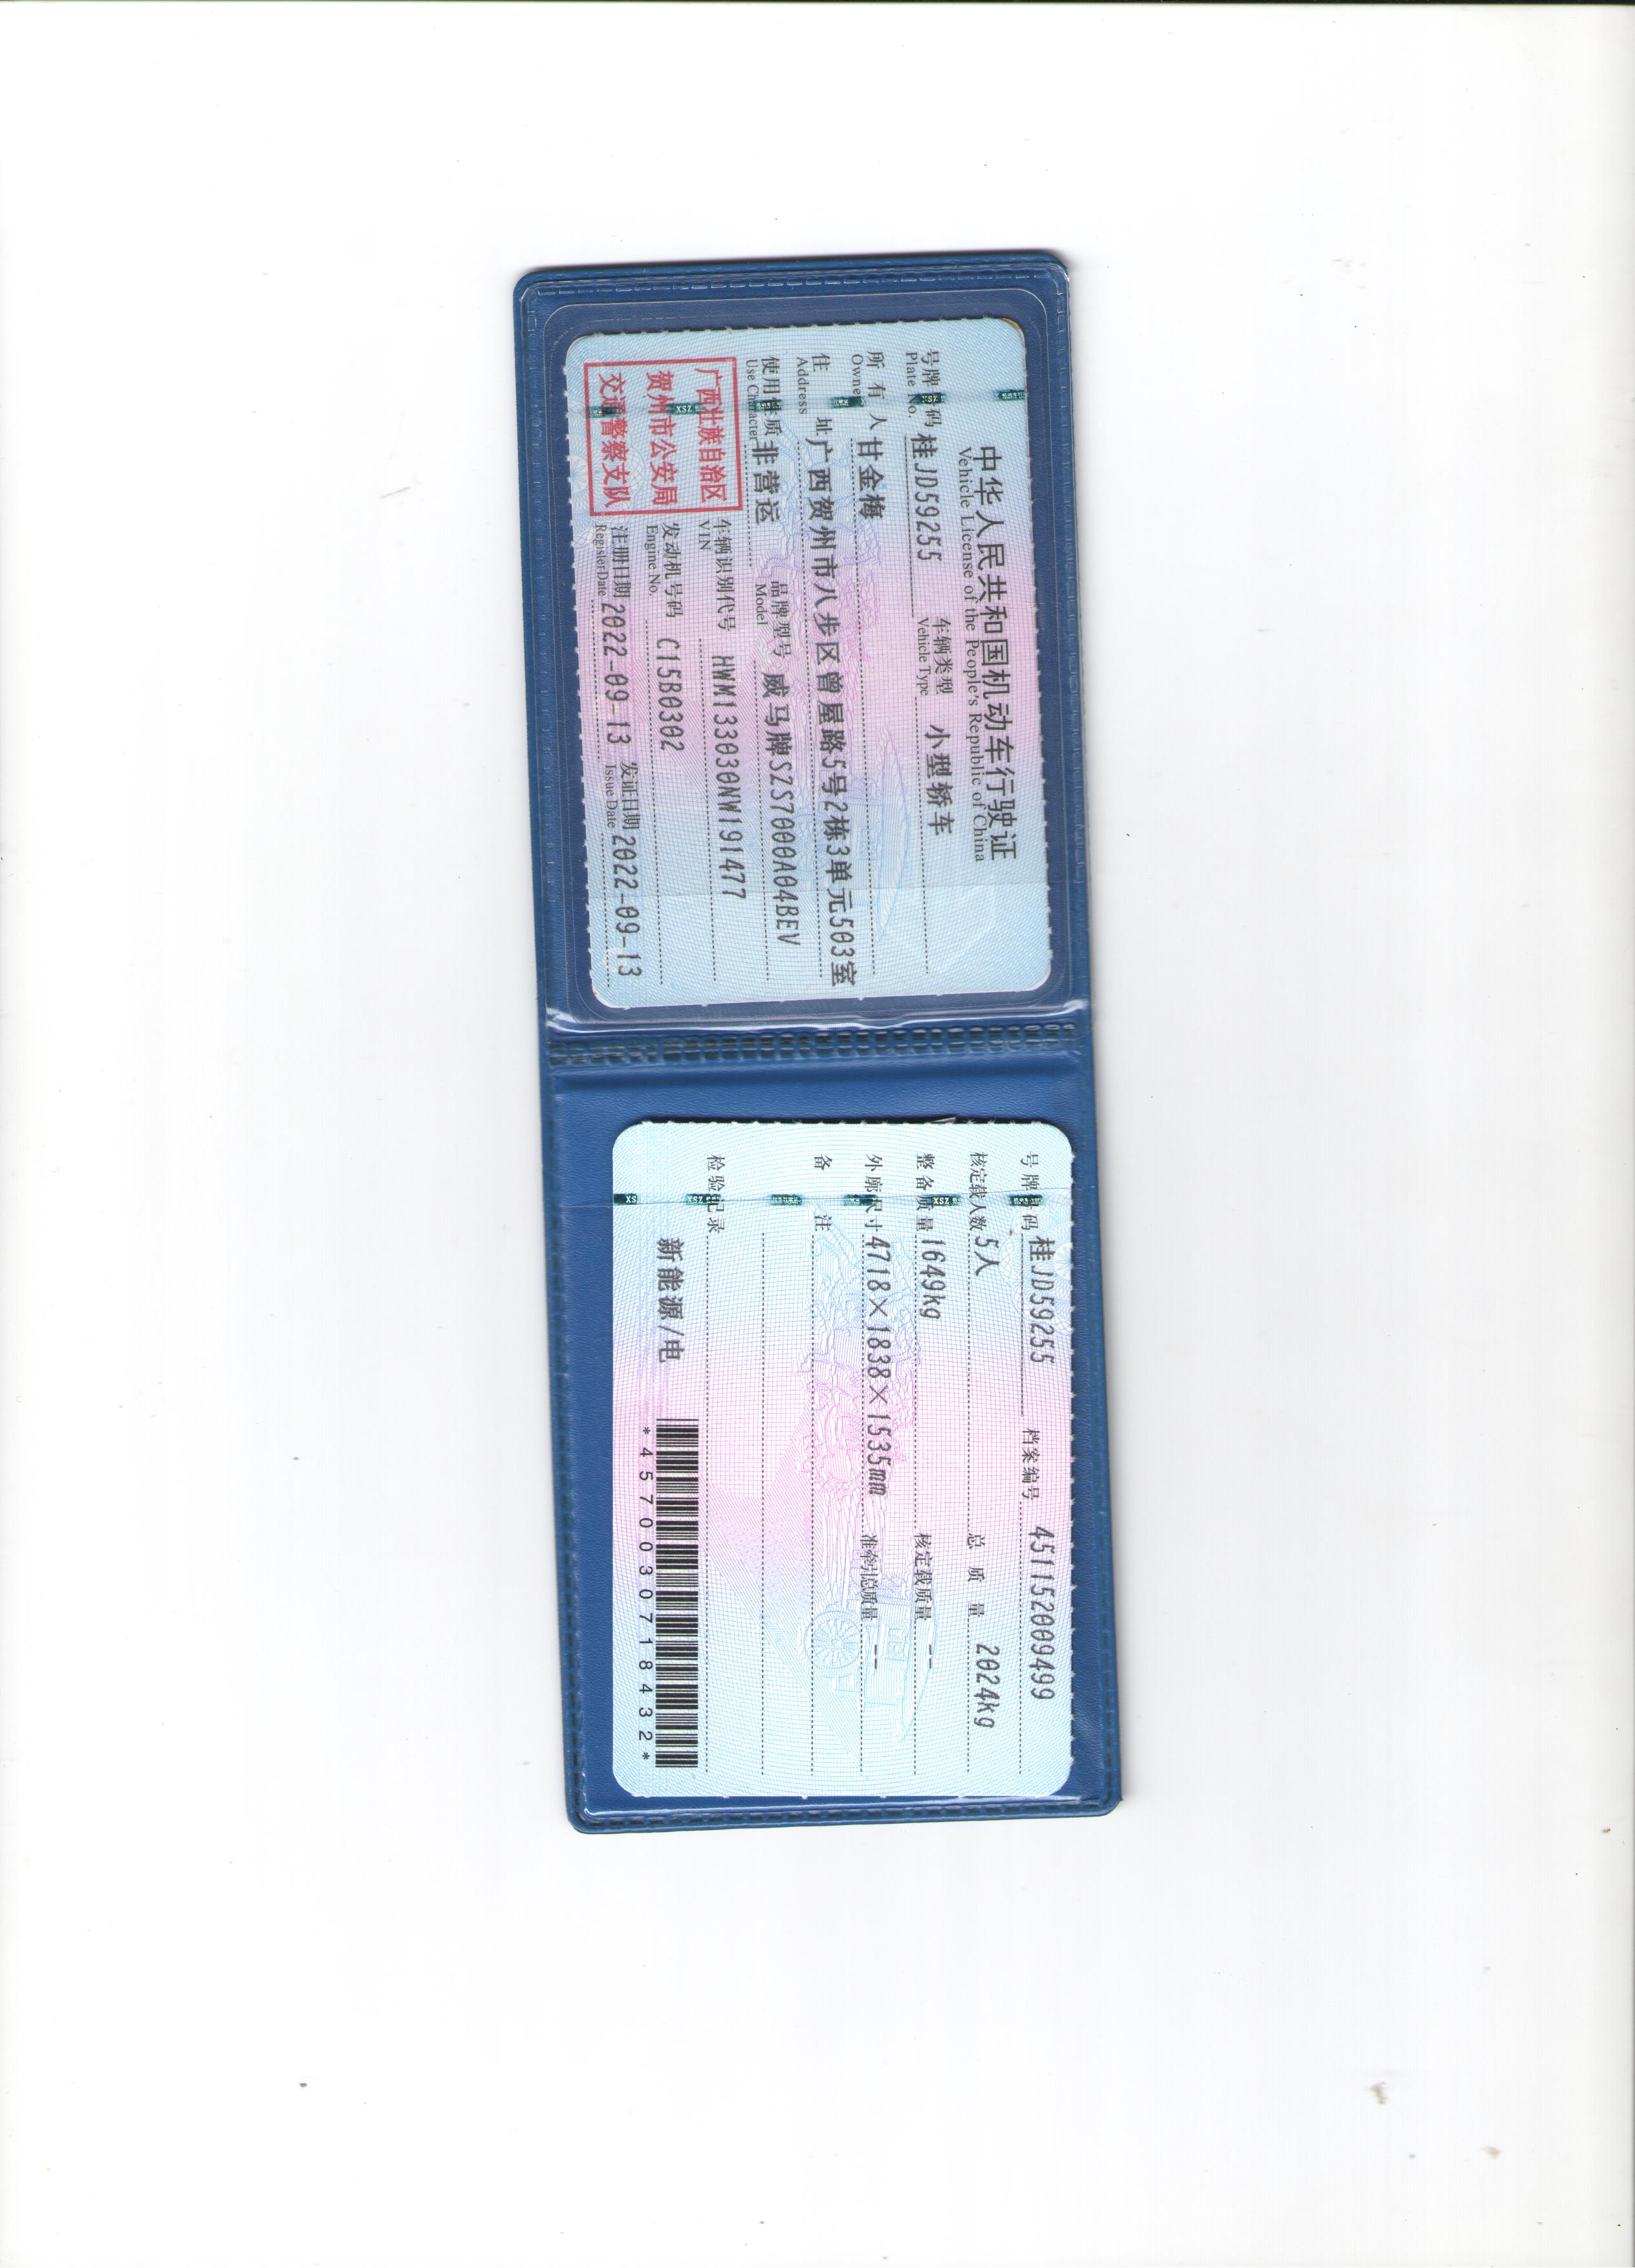 中华人民共和国机动车行驶证
Vehicle License of the People's Republic of China
号牌号码 桂JD59255 车辆类型 小型轿车
Plate No. Vehicle Type
所有人 甘金梅
Owner
住址 广西贺州市八步区曾屋路5号2栋3单元503室
Address
使用性质 非营运 品牌型号 威马牌SZS7000A04BEV
Use Character Model
广西壮族自治区
贺州市公安局
交通警察支队
车辆识别代号 HWM133030NW191477
VIN
发动机号码 C15B0302
Engine No.
注册日期 2022-09-13 发证日期 2022-09-13
Register Date Issue Date
号牌号码 桂JD59255 档案编号 451152009499
核定载人数 5人 总质量 2024kg
整备质量 1649kg 核定载质量 --
外廓尺寸 4718×1838×1535mm 准牵引总质量 --
备注
检验记录
新能源/电
*4570030718432*